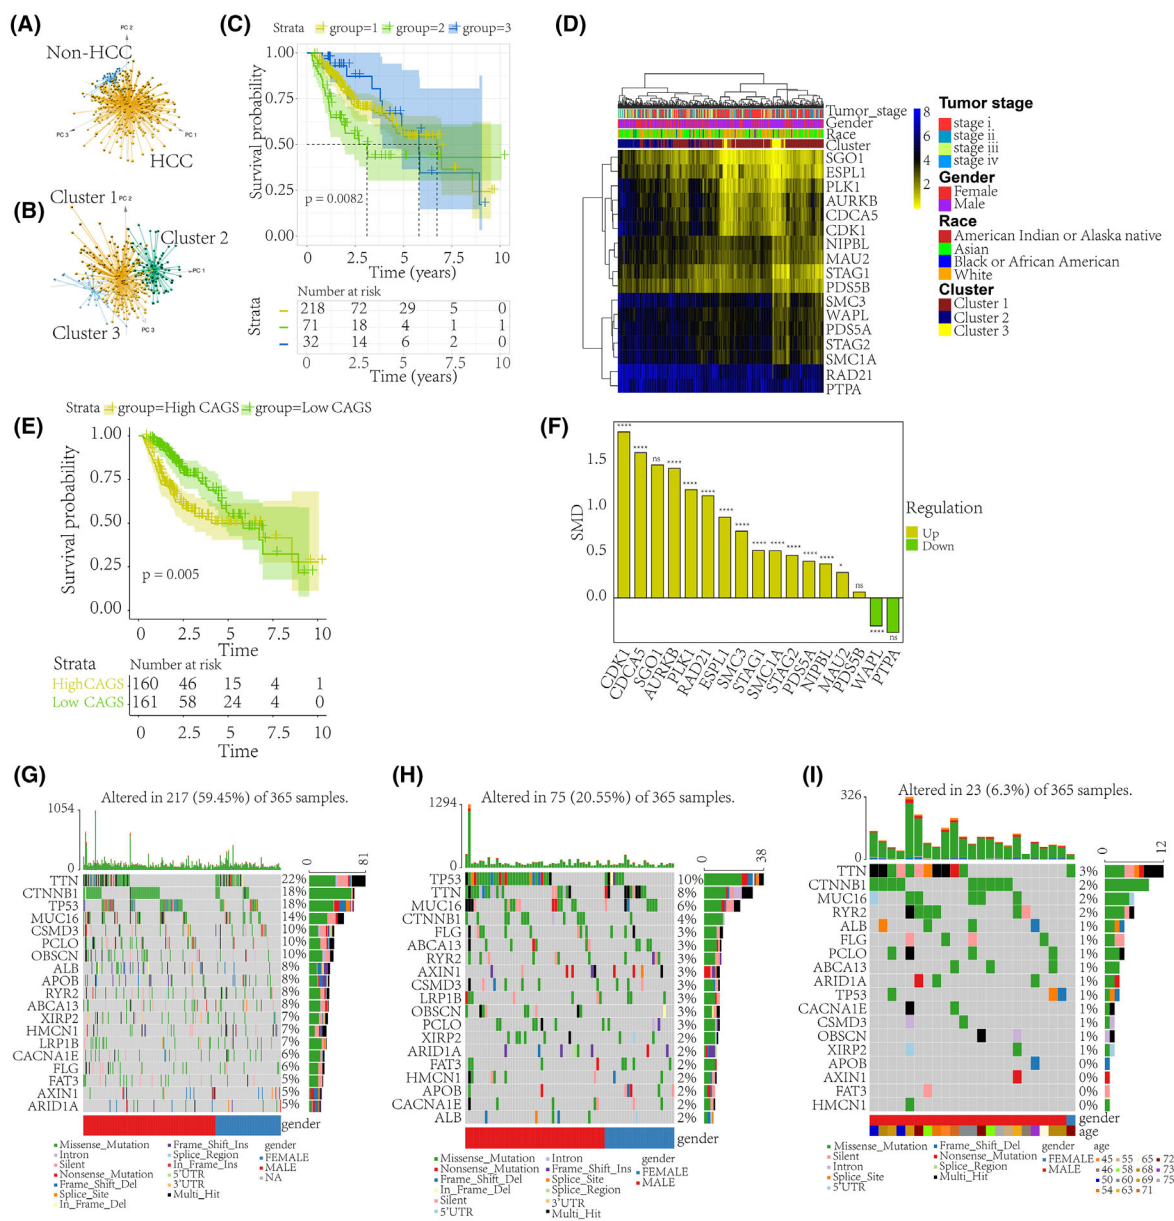 (A)
PC 2
Non-HCC
PC 3
PC 1
HCC
(B)
Cluster 1
PC 2
Cluster 2
PC 1
Cluster 3
PC 3
(C)
Strata group=1 group=2 group=3
Survival probability
1.00
0.75
0.50
0.25
0.00
p = 0.0082
0 2.5 5 7.5 10
Time (years)
Number at risk
Strata
218 72 29 5 0
71 18 4 1 1
32 14 6 2 0
0 2.5 5 7.5 10
Time (years)
(D)
Tumor_stage
Gender
Race
Cluster
SGO1
ESPL1
PLK1
AURKB
CDCA5
CDK1
NIPBL
MAU2
STAG1
PDS5B
SMC3
WAPL
PDS5A
STAG2
SMC1A
RAD21
PTPA
8
6
4
2
Tumor stage
stage i
stage ii
stage iii
stage iv
Gender
Female
Male
Race
American Indian or Alaska native
Asian
Black or African American
White
Cluster
Cluster 1
Cluster 2
Cluster 3
(E)
Strata group=High CAGS group=Low CAGS
Survival probability
1.00
0.75
0.50
0.25
0.00
p = 0.005
0 2.5 5 7.5 10
Time
Strata Number at risk
High CAGS 160 46 15 4 1
Low CAGS 161 58 24 4 0
0 2.5 5 7.5 10
Time
(F)
SMD
1.5
1.0
0.5
0.0
**** **** ns **** **** **** **** **** **** **** **** **** **** * ns **** ns
CDK1 CDCA5 SGO1 AURKB PLK1 RAD21 ESPL1 SMC3 STAG1 SMC1A STAG2 PDS5A NIPBL MAU2 PDS5B WAPL PTPA
Regulation
Up
Down
(G)
Altered in 217 (59.45%) of 365 samples.
1054
0
0 81
TTN 22%
CTNNB1 18%
TP53 18%
MUC16 14%
CSMD3 10%
PCLO 10%
OBSCN 10%
ALB 8%
APOB 8%
RYR2 8%
ABCA13 8%
XIRP2 7%
HMCN1 7%
LRP1B 7%
CACNA1E 6%
FLG 6%
FAT3 5%
AXIN1 5%
ARID1A 5%
gender
Missense_Mutation Frame_Shift_Ins gender
Intron Splice_Region FEMALE
Silent In_Frame_Ins MALE
Nonsense_Mutation 5'UTR NA
Frame_Shift_Del 3'UTR
Splice_Site Multi_Hit
In_Frame_Del
(H)
Altered in 75 (20.55%) of 365 samples.
1294
0
0 38
TP53 10%
TTN 8%
MUC16 6%
CTNNB1 4%
FLG 3%
ABCA13 3%
RYR2 3%
AXIN1 3%
CSMD3 3%
LRP1B 3%
OBSCN 3%
PCLO 3%
XIRP2 2%
ARID1A 2%
FAT3 2%
HMCN1 2%
APOB 2%
CACNA1E 2%
ALB 2%
gender
Missense_Mutation Intron gender
Nonsense_Mutation Frame_Shift_Ins FEMALE
Frame_Shift_Del Splice_Site MALE
In_Frame_Del Splice_Region
Silent 3'UTR
5'UTR Multi_Hit
(I)
Altered in 23 (6.3%) of 365 samples.
326
0
0 12
TTN 3%
CTNNB1 2%
MUC16 2%
RYR2 2%
ALB 1%
FLG 1%
PCLO 1%
ABCA13 1%
ARID1A 1%
TP53 1%
CACNA1E 1%
CSMD3 1%
OBSCN 1%
XIRP2 1%
APOB 0%
AXIN1 0%
FAT3 0%
HMCN1 0%
gender
age
Missense_Mutation Frame_Shift_Del gender age
Silent Nonsense_Mutation FEMALE 45 55 65 72
Intron Splice_Region MALE 46 58 68 73
Splice_Site Multi_Hit 50 60 69 75
5'UTR 54 63 71